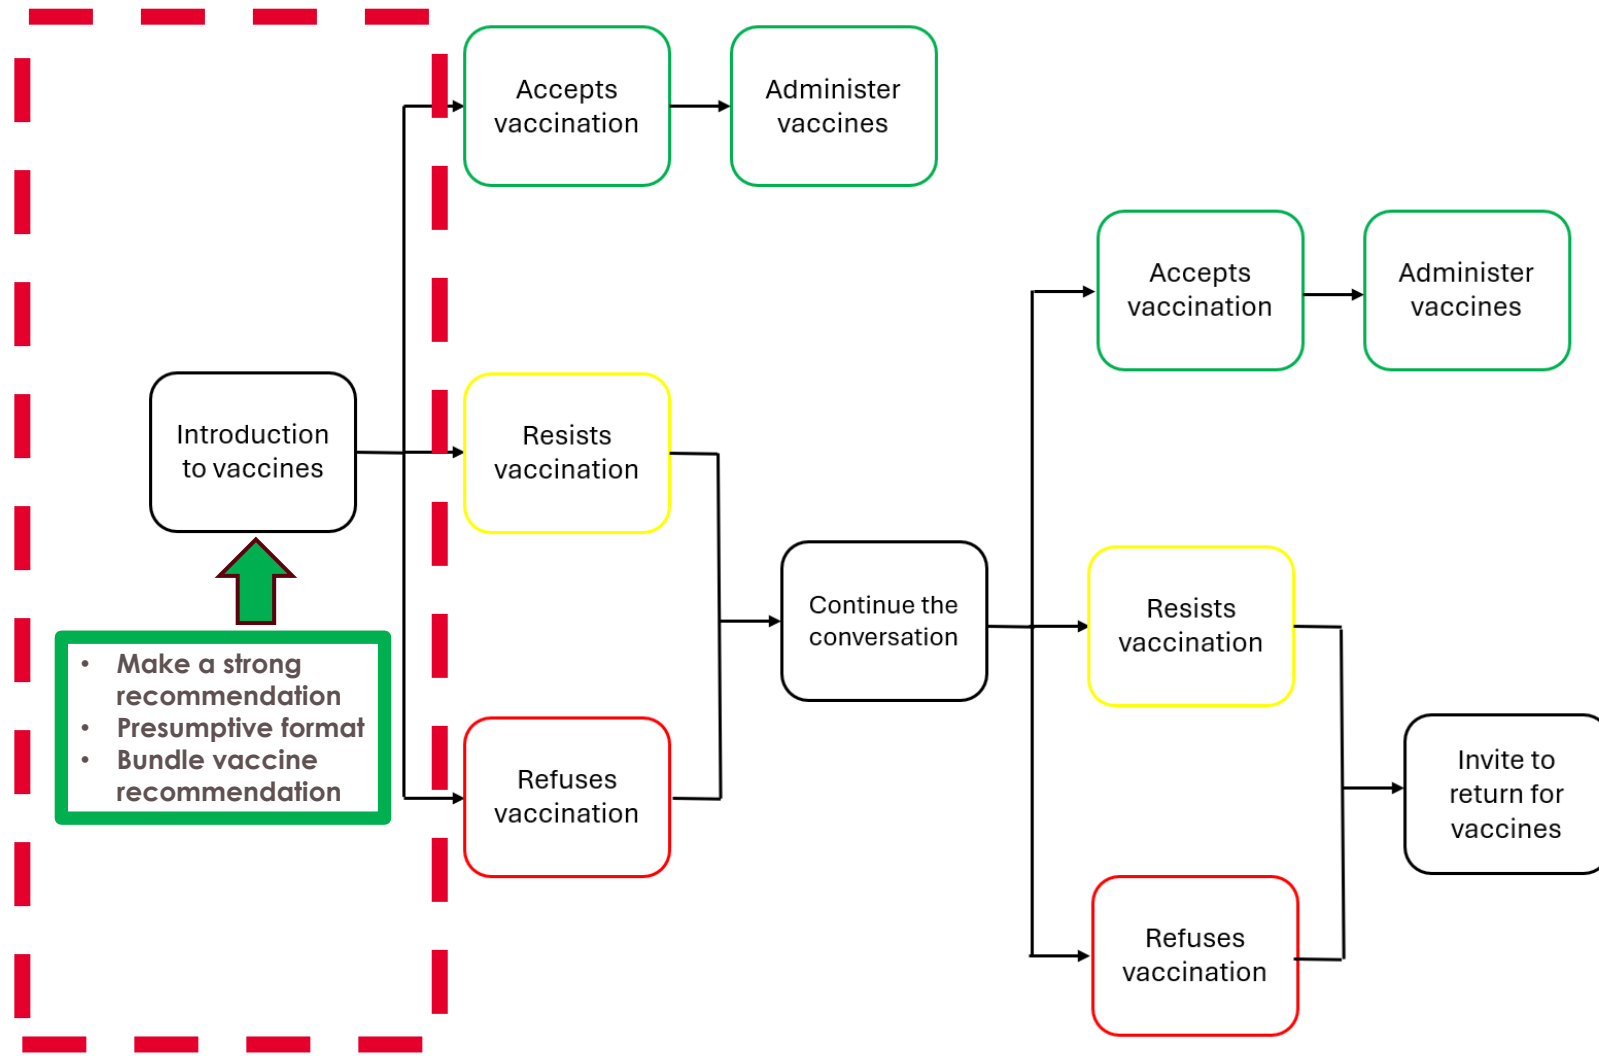 Accepts
vaccination
Administer
vaccines
Accepts
vaccination
Administer
vaccines
Introduction
to vaccines
Resists
vaccination
Continue the
conversation
Resists
vaccination
• Make a strong
recommendation
• Presumptive format
• Bundle vaccine
recommendation
Refuses
vaccination
Invite to
return for
vaccines
Refuses
vaccination